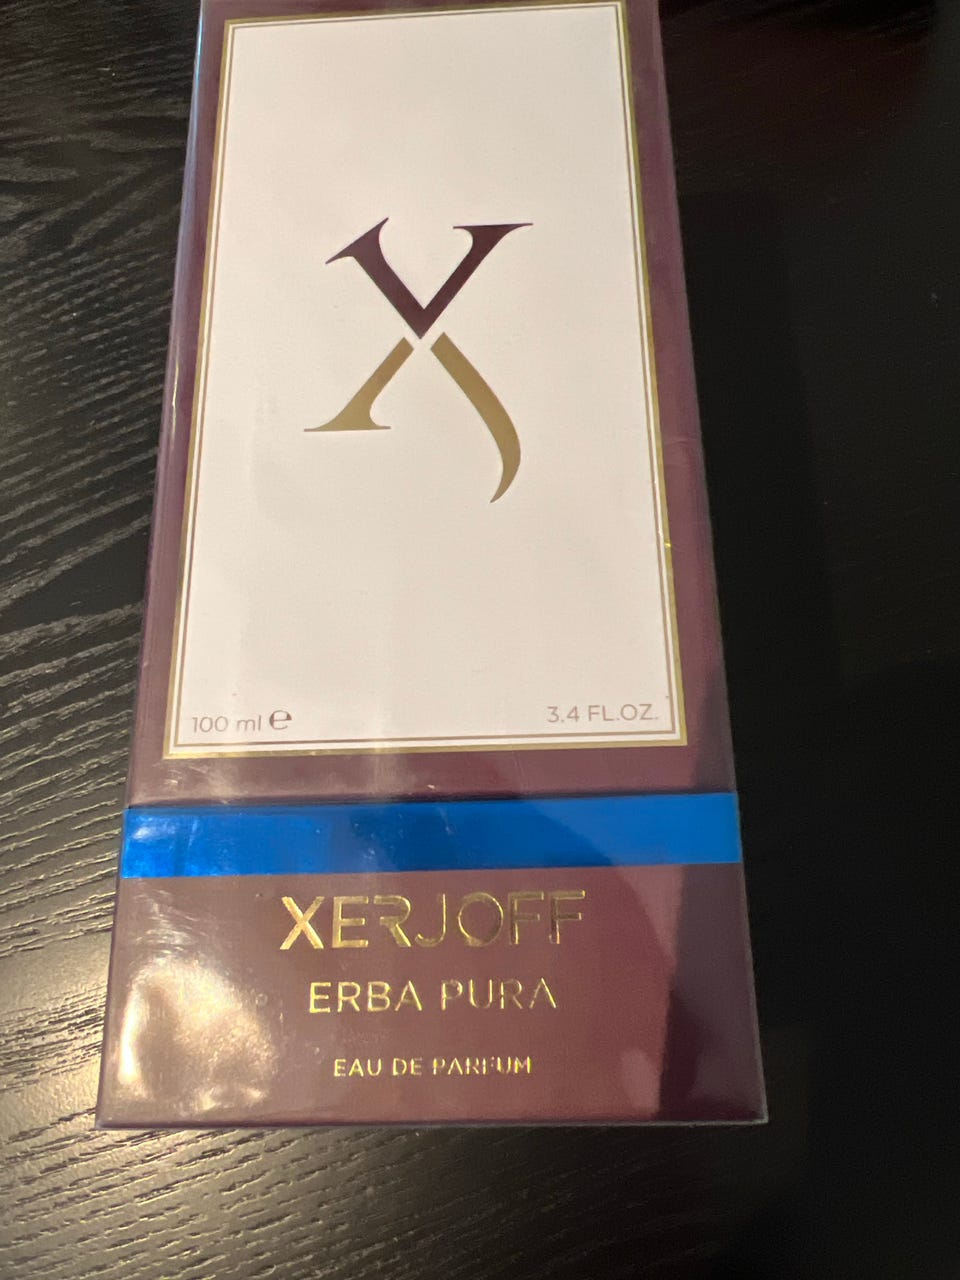 X
100 ml ℮
3.4 FL.OZ.
XERJOFF
ERBA PURA
EAU DE PARFUM